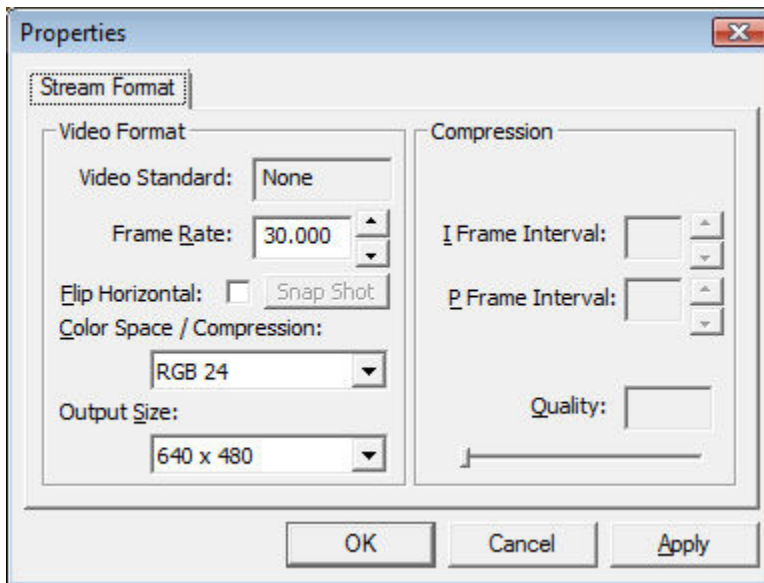 Properties
Stream Format
Video Format
Video Standard: None
Frame Rate: 30.000
Flip Horizontal: Snap Shot
Color Space / Compression:
RGB 24
Output Size:
640 x 480
Compression
I Frame Interval:
P Frame Interval:
Quality:
OK Cancel Apply